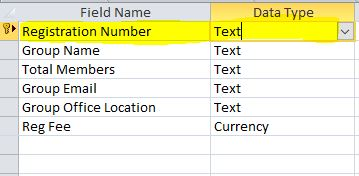 Field Name Data Type
Registration Number Text
Group Name Text
Total Members Text
Group Email Text
Group Office Location Text
Reg Fee Currency